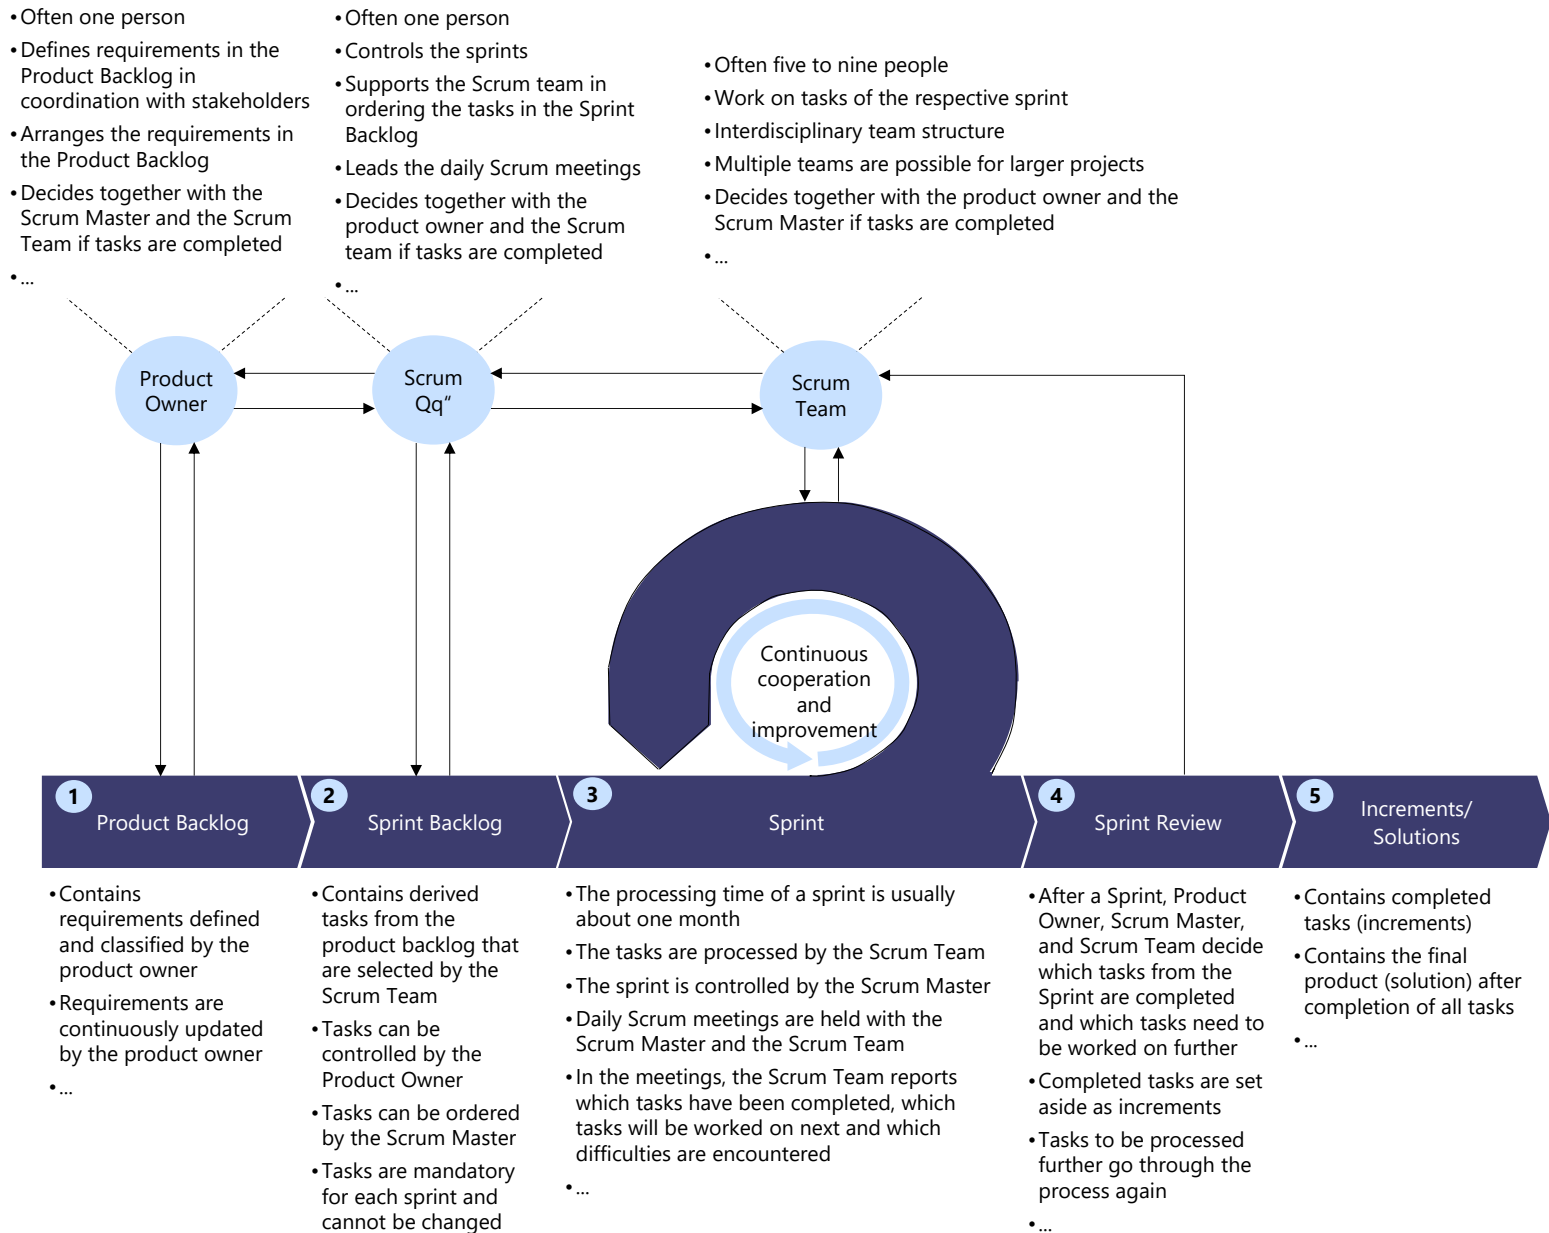 •Often one person
•Defines requirements in the
Product Backlog in
coordination with stakeholders
•Arranges the requirements in
the Product Backlog
•Decides together with the
Scrum Master and the Scrum
Team if tasks are completed
•...
•Often one person
•Controls the sprints
•Supports the Scrum team in
ordering the tasks in the Sprint
Backlog
•Leads the daily Scrum meetings
•Decides together with the
product owner and the Scrum
team if tasks are completed
•...
•Often five to nine people
•Work on tasks of the respective sprint
•Interdisciplinary team structure
•Multiple teams are possible for larger projects
•Decides together with the product owner and the
Scrum Master if tasks are completed
•...
Product
Owner
Scrum
Qq“
Scrum
Team
Continuous
cooperation
and
improvement
1
Product Backlog
2
Sprint Backlog
3
Sprint
4
Sprint Review
5
Increments/
Solutions
•Contains
requirements defined
and classified by the
product owner
•Requirements are
continuously updated
by the product owner
•...
•Contains derived
tasks from the
product backlog that
are selected by the
Scrum Team
•Tasks can be
controlled by the
Product Owner
•Tasks can be ordered
by the Scrum Master
•Tasks are mandatory
for each sprint and
cannot be changed
•The processing time of a sprint is usually
about one month
•The tasks are processed by the Scrum Team
•The sprint is controlled by the Scrum Master
•Daily Scrum meetings are held with the
Scrum Master and the Scrum Team
•In the meetings, the Scrum Team reports
which tasks have been completed, which
tasks will be worked on next and which
difficulties are encountered
•...
•After a Sprint, Product
Owner, Scrum Master,
and Scrum Team decide
which tasks from the
Sprint are completed
and which tasks need to
be worked on further
•Completed tasks are set
aside as increments
•Tasks to be processed
further go through the
process again
•...
•Contains completed
tasks (increments)
•Contains the final
product (solution) after
completion of all tasks
•...